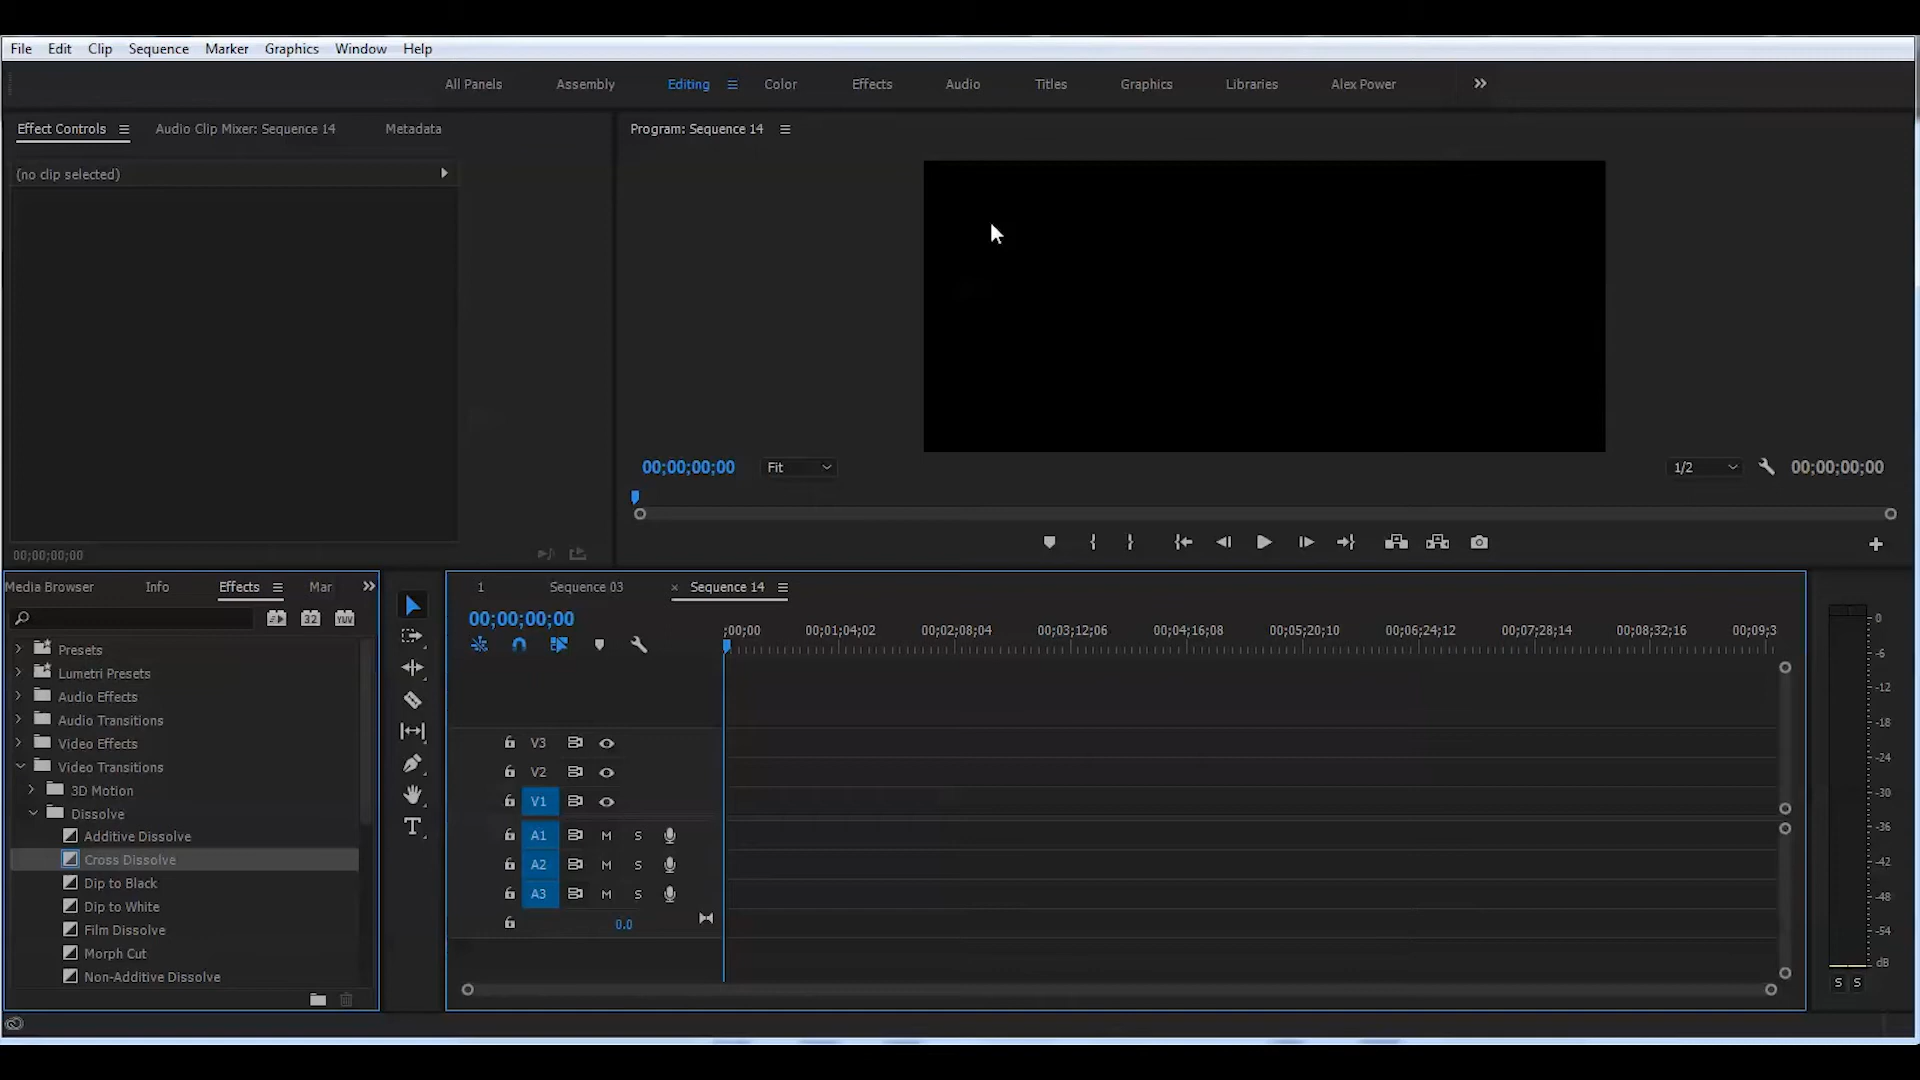 File Edit Clip Sequence Marker Graphics Window Help
All Panels Assembly Editing Color Effects Audio Titles Graphics Libraries Alex Power
Effect Controls Audio Clip Mixer: Sequence 14 Metadata
Program: Sequence 14
(no clip selected)
00;00;00;00 Fit 1/2 00;00;00;00
00;00;00;00
Media Browser Info Effects Mar
32 YUV
Presets
Lumetri Presets
Audio Effects
Audio Transitions
Video Effects
Video Transitions
3D Motion
Dissolve
Additive Dissolve
Cross Dissolve
Dip to Black
Dip to White
Film Dissolve
Morph Cut
Non-Additive Dissolve
T
1 Sequence 03 × Sequence 14
00;00;00;00
;00;00 00;01;04;02 00;02;08;04 00;03;12;06 00;04;16;08 00;05;20;10 00;06;24;12 00;07;28;14 00;08;32;16 00;09;3
V3
V2
V1
A1 M S
A2 M S
A3 M S
0.0
0
-6
-12
-18
-24
-30
-36
-42
-48
-54
dB
S S